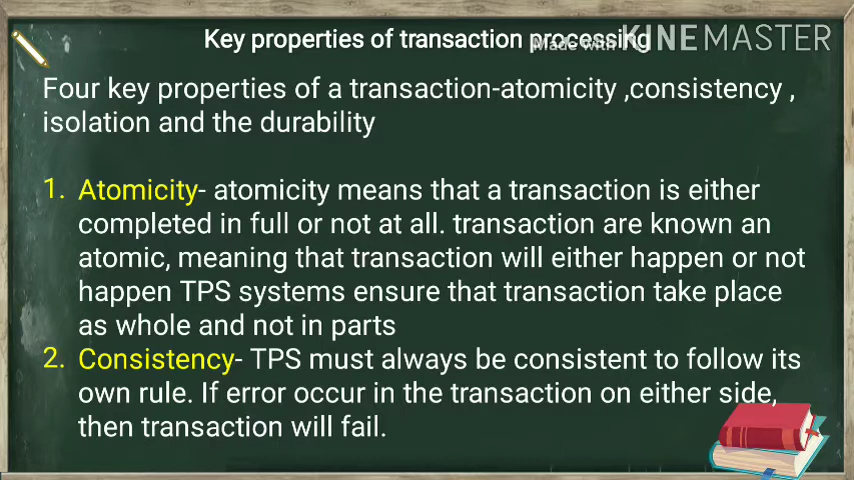 Key properties of transaction processing
Made with KINEMASTER
Four key properties of a transaction-atomicity ,consistency ,
isolation and the durability
1. Atomicity- atomicity means that a transaction is either
completed in full or not at all. transaction are known an
atomic, meaning that transaction will either happen or not
happen TPS systems ensure that transaction take place
as whole and not in parts
2. Consistency- TPS must always be consistent to follow its
own rule. If error occur in the transaction on either side,
then transaction will fail.